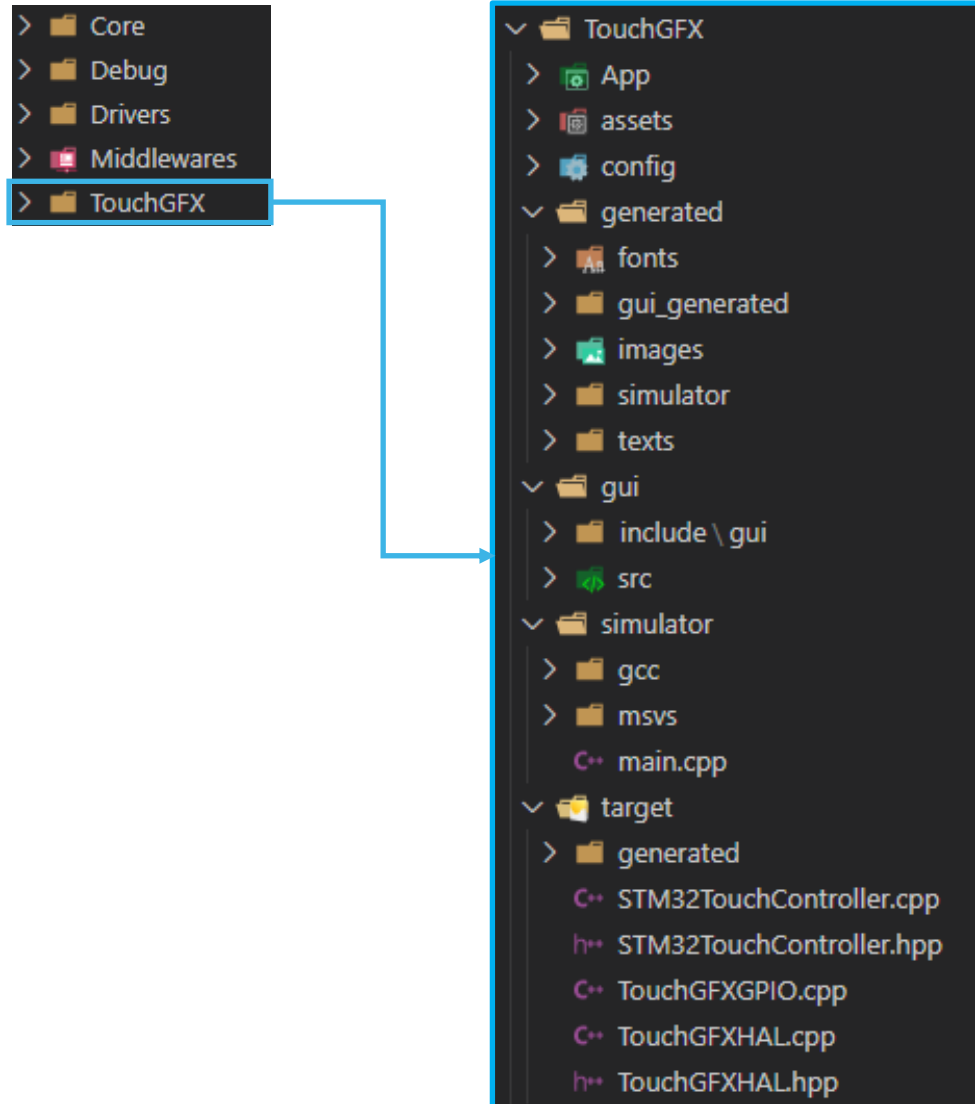 Core
Debug
Drivers
Middlewares
TouchGFX
TouchGFX
App
assets
config
generated
fonts
gui_generated
images
simulator
texts
gui
include \ gui
src
simulator
gcc
msvs
main.cpp
target
generated
STM32TouchController.cpp
STM32TouchController.hpp
TouchGFXGPIO.cpp
TouchGFXHAL.cpp
TouchGFXHAL.hpp